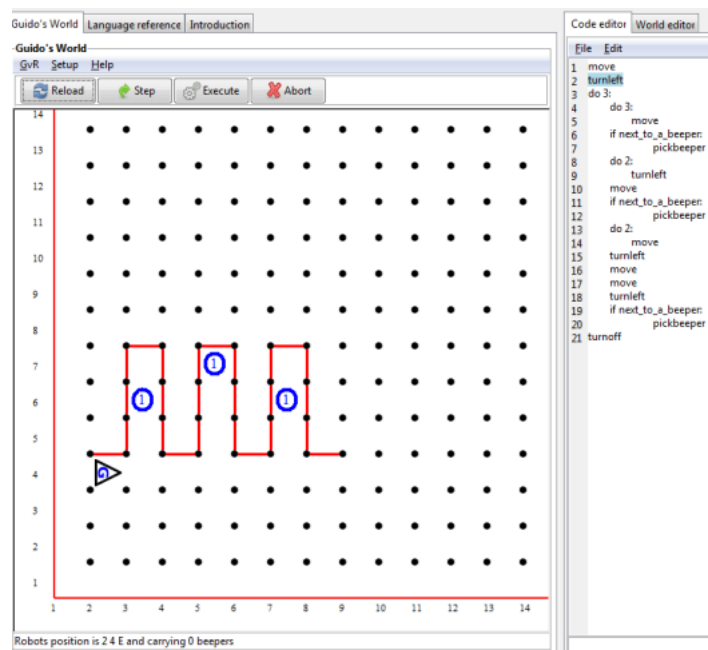 Guido's World Language reference Introduction
Guido's World
GvR Setup Help
Reload Step Execute Abort
14
13
12
11
10
9
8
7
6
5
4
3
2
1
1
1
1
G
1 2 3 4 5 6 7 8 9 10 11 12 13 14
Robots position is 2 4 E and carrying 0 beepers
Code editor World editor
File Edit
1 move
2 turnleft
3 do 3:
4 do 3:
5 move
6 if next_to_a_beeper:
7 pickbeeper
8 do 2:
9 turnleft
10 move
11 if next_to_a_beeper:
12 pickbeeper
13 do 2:
14 move
15 turnleft
16 move
17 move
18 turnleft
19 if next_to_a_beeper:
20 pickbeeper
21 turnoff